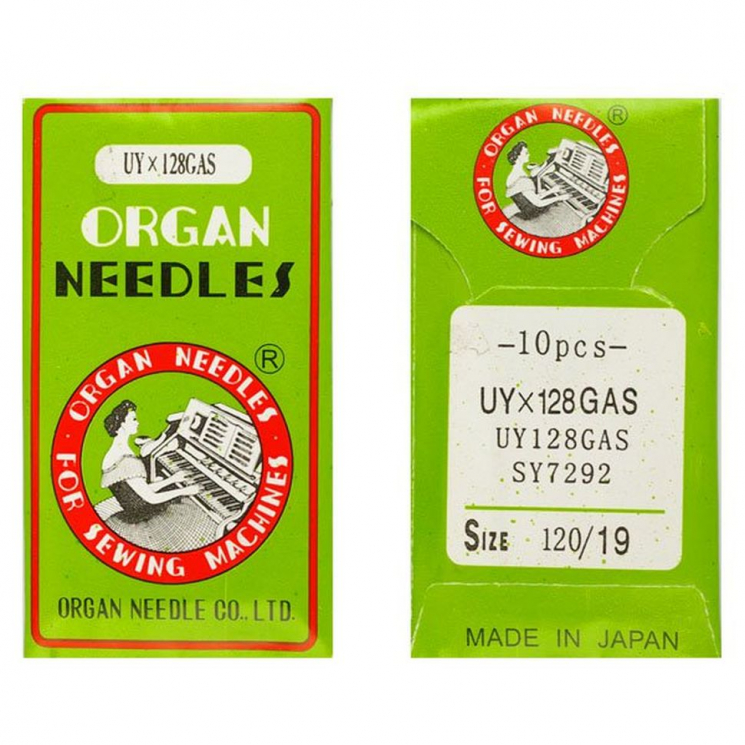 UY×128GAS
ORGAN
NEEDLES
ORGAN NEEDLES
®
FOR SEWING MACHINES
ORGAN NEEDLE CO., LTD.
ORGAN NEEDLES
®
FOR SEWING MACHINES
-10pcs-
UY×128GAS
UY128GAS
SY7292
SIZE 120/19
MADE IN JAPAN